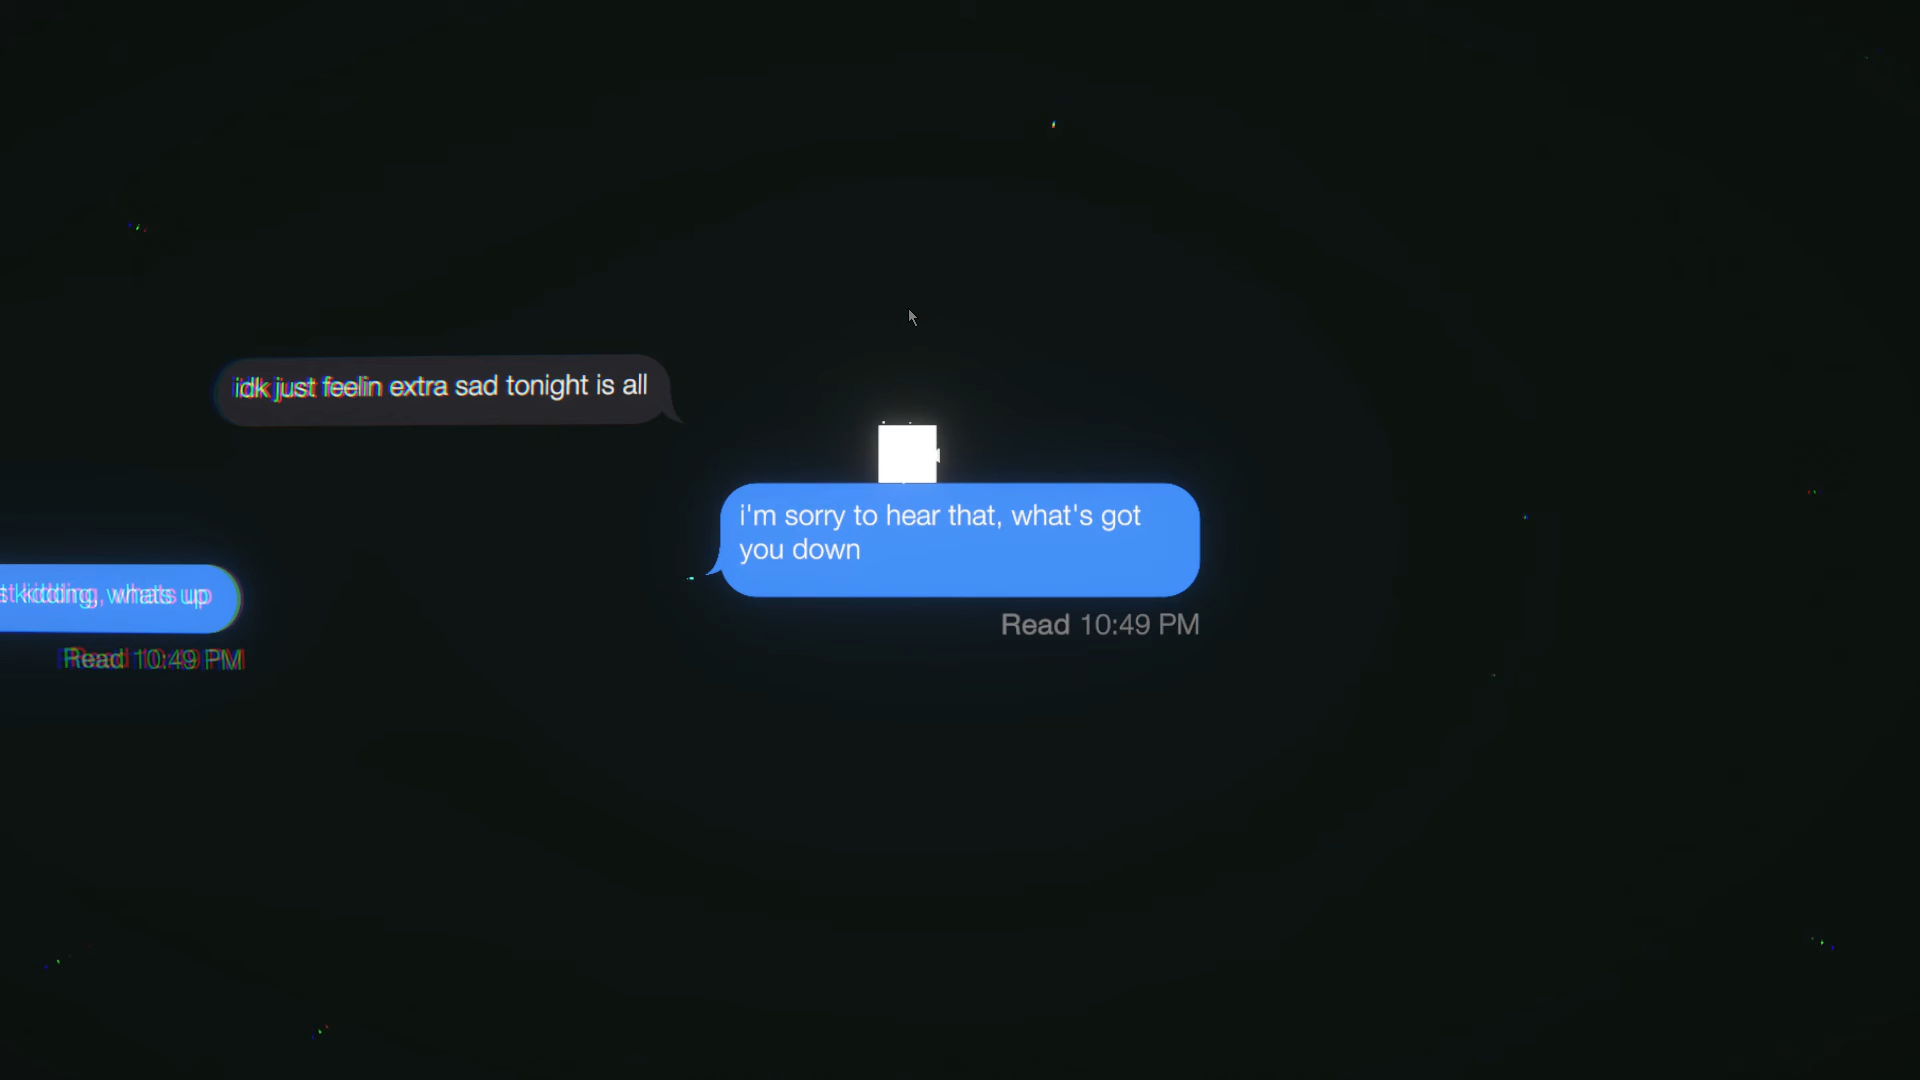 idk just feelin extra sad tonight is all
i'm sorry to hear that, what's got
you down
Read 10:49 PM
kidding, whats up
Read 10:49 PM